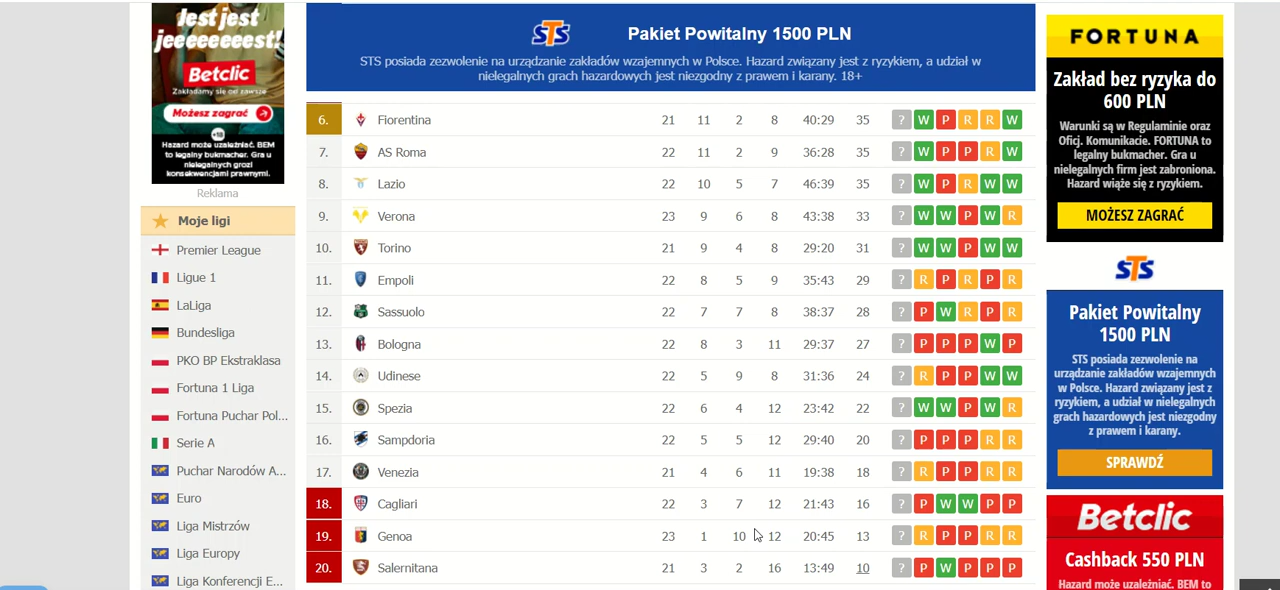 Jest jest
jeeeeeeest!
Betclic
Zakładamy się od zawsze
Możesz zagrać
+18
Hazard może uzależniać. BEM
to legalny bukmacher. Gra u
nielegalnych grozi
konsekwencjami prawnymi.
Reklama
Moje ligi
Premier League
Ligue 1
LaLiga
Bundesliga
PKO BP Ekstraklasa
Fortuna 1 Liga
Fortuna Puchar Pol...
Serie A
Puchar Narodów A...
Euro
Liga Mistrzów
Liga Europy
Liga Konferencji E...
STS Pakiet Powitalny 1500 PLN
STS posiada zezwolenie na urządzanie zakładów wzajemnych w Polsce. Hazard związany jest z ryzykiem, a udział w
nielegalnych grach hazardowych jest niezgodny z prawem i karany. 18+
6. Fiorentina 21 11 2 8 40:29 35 ? W P R R W
7. AS Roma 22 11 2 9 36:28 35 ? W P P R W
8. Lazio 22 10 5 7 46:39 35 ? W P R W W
9. Verona 23 9 6 8 43:38 33 ? W W P W R
10. Torino 21 9 4 8 29:20 31 ? W W P W W
11. Empoli 22 8 5 9 35:43 29 ? R P R P R
12. Sassuolo 22 7 7 8 38:37 28 ? P W R P R
13. Bologna 22 8 3 11 29:37 27 ? P P P W P
14. Udinese 22 5 9 8 31:36 24 ? R P P W W
15. Spezia 22 6 4 12 23:42 22 ? W W P W R
16. Sampdoria 22 5 5 12 29:40 20 ? P P P R R
17. Venezia 21 4 6 11 19:38 18 ? R P P R R
18. Cagliari 22 3 7 12 21:43 16 ? P W W P P
19. Genoa 23 1 10 12 20:45 13 ? R P P R R
20. Salernitana 21 3 2 16 13:49 10 ? P W P P P
FORTUNA
Zakład bez ryzyka do
600 PLN
Warunki są w Regulaminie oraz
Oficj. Komunikacie. FORTUNA to
legalny bukmacher. Gra u
nielegalnych firm jest zabroniona.
Hazard wiąże się z ryzykiem.
MOŻESZ ZAGRAĆ
STS
Pakiet Powitalny
1500 PLN
STS posiada zezwolenie na
urządzanie zakładów wzajemnych
w Polsce. Hazard związany jest z
ryzykiem, a udział w nielegalnych
grach hazardowych jest niezgodny
z prawem i karany.
SPRAWDŹ
Betclic
Cashback 550 PLN
Hazard może uzależniać. BEM to